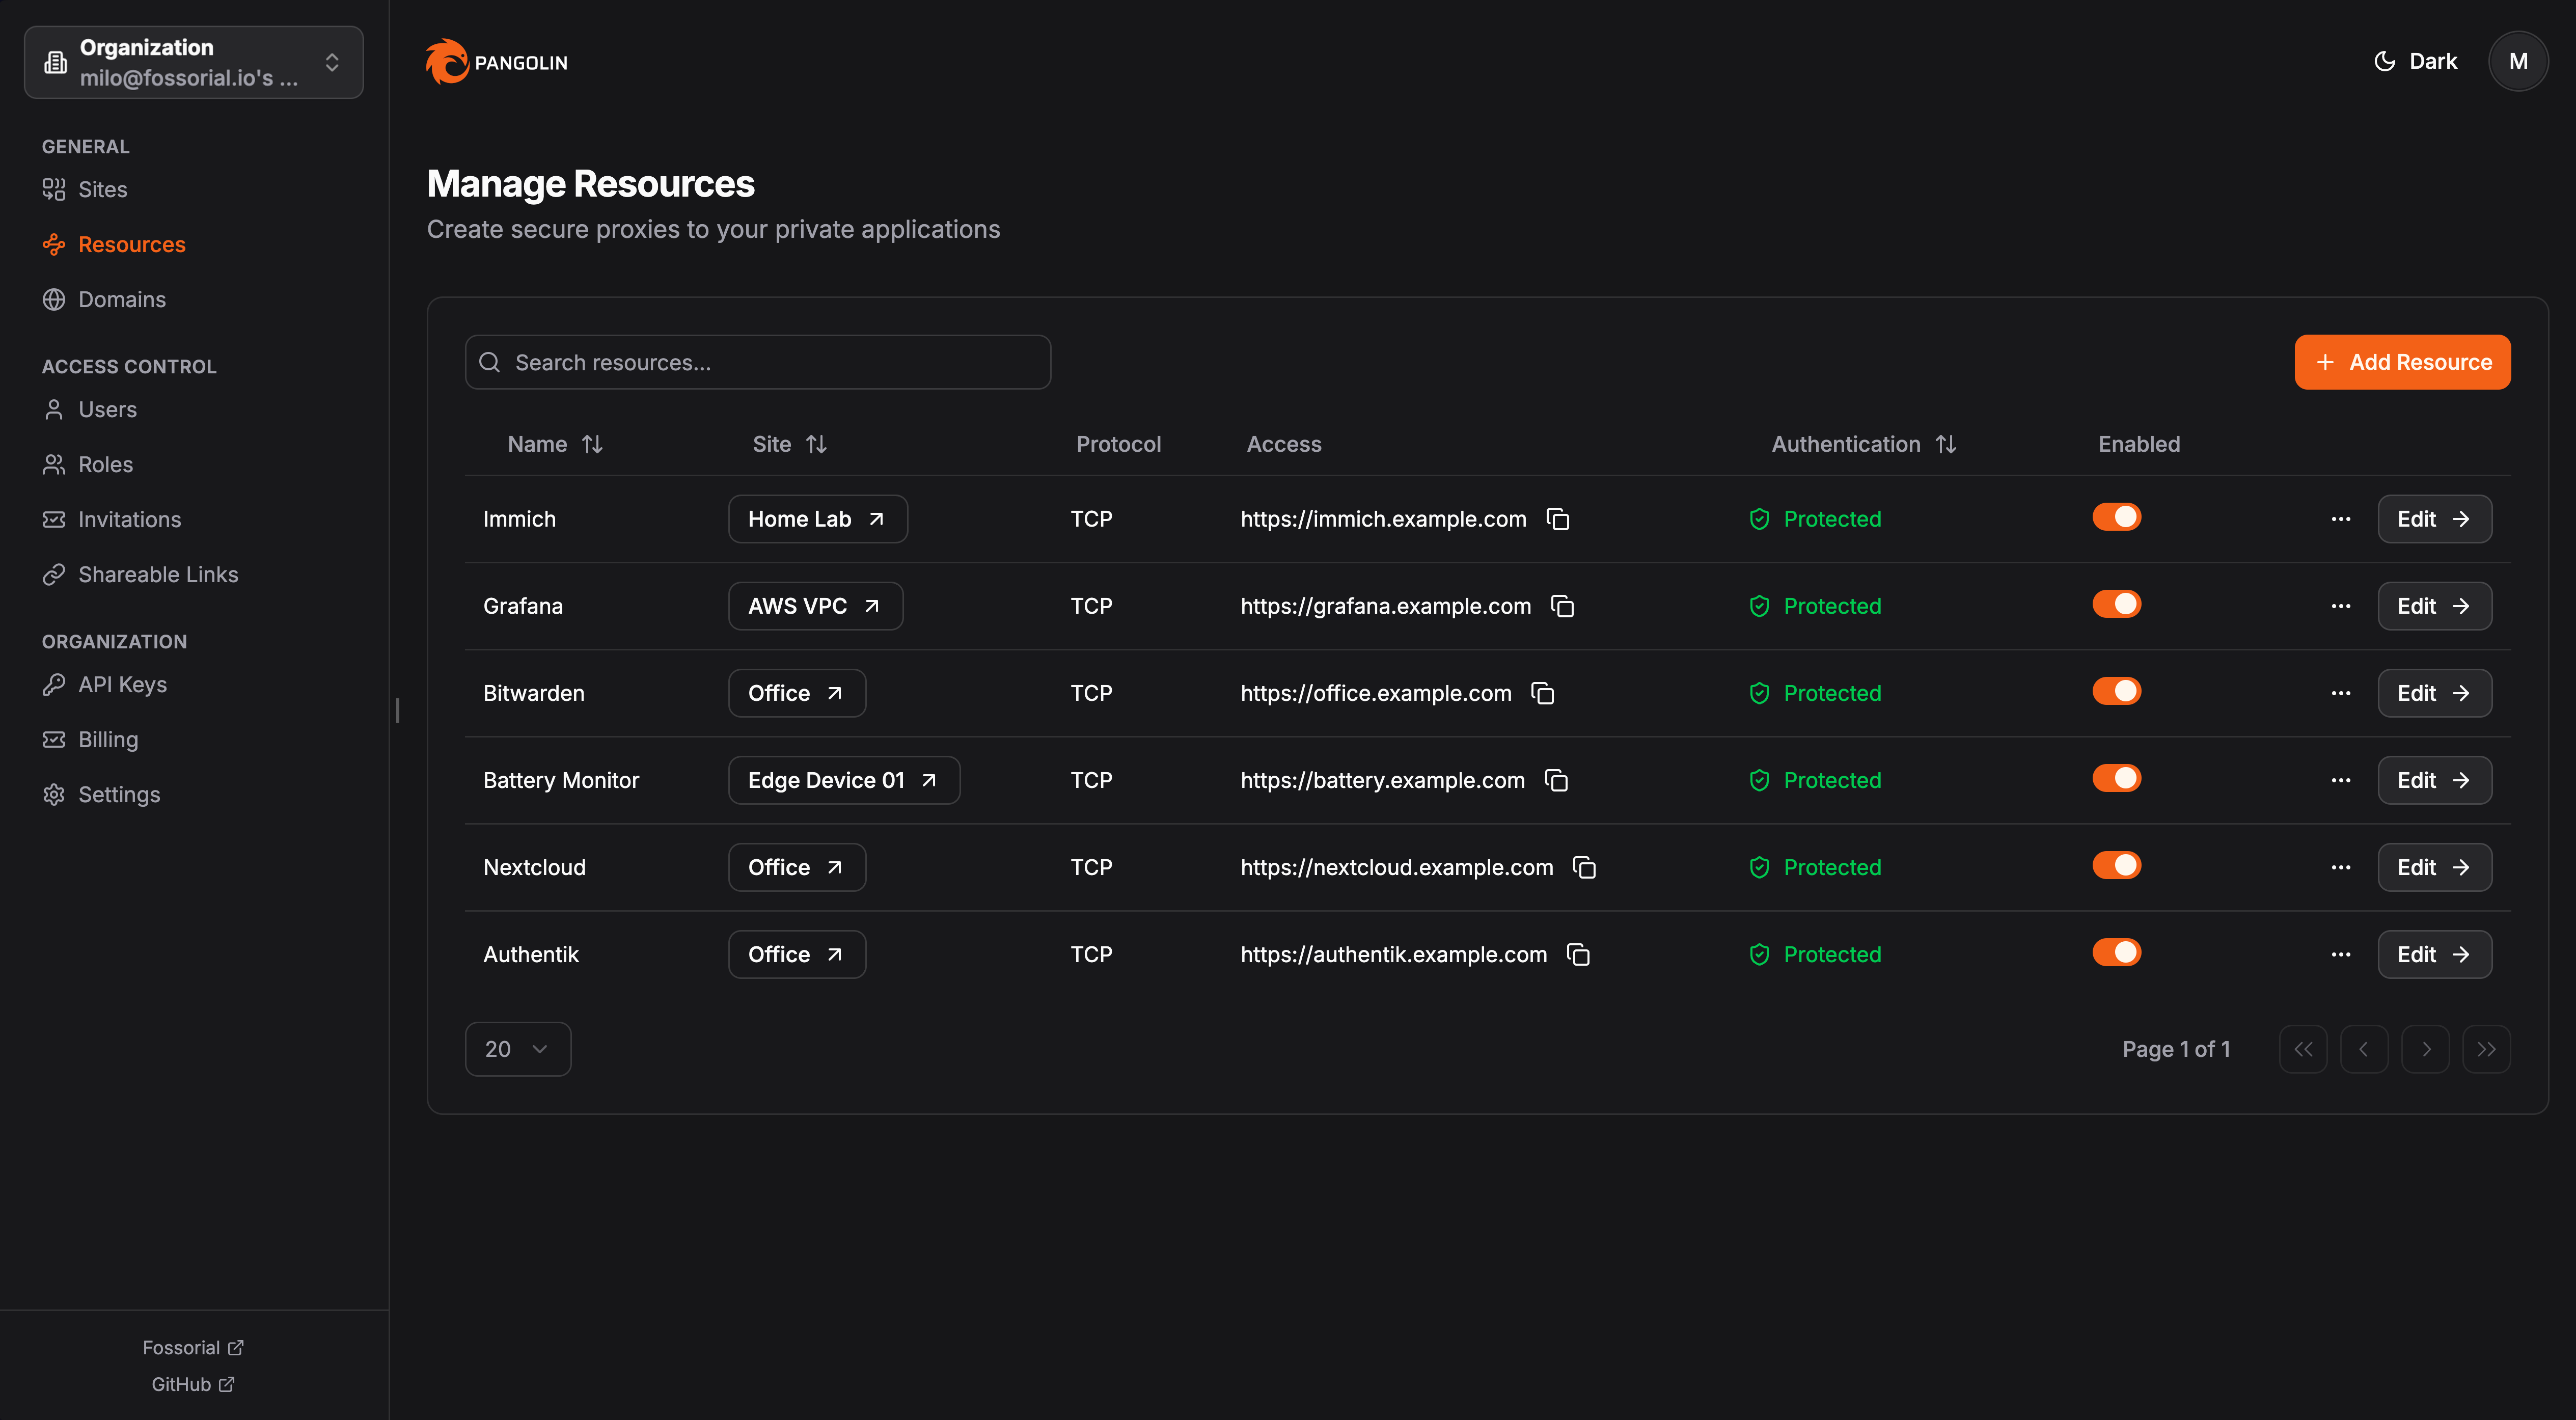 Organization
milo@fossorial.io's ...
GENERAL
Sites
Resources
Domains
ACCESS CONTROL
Users
Roles
Invitations
Shareable Links
ORGANIZATION
API Keys
Billing
Settings
Fossorial
GitHub
PANGOLIN
Dark
M
Manage Resources
Create secure proxies to your private applications
Search resources...
+ Add Resource
Name Site Protocol Access Authentication Enabled
Immich Home Lab TCP https://immich.example.com Protected ... Edit
Grafana AWS VPC TCP https://grafana.example.com Protected ... Edit
Bitwarden Office TCP https://office.example.com Protected ... Edit
Battery Monitor Edge Device 01 TCP https://battery.example.com Protected ... Edit
Nextcloud Office TCP https://nextcloud.example.com Protected ... Edit
Authentik Office TCP https://authentik.example.com Protected ... Edit
20 Page 1 of 1